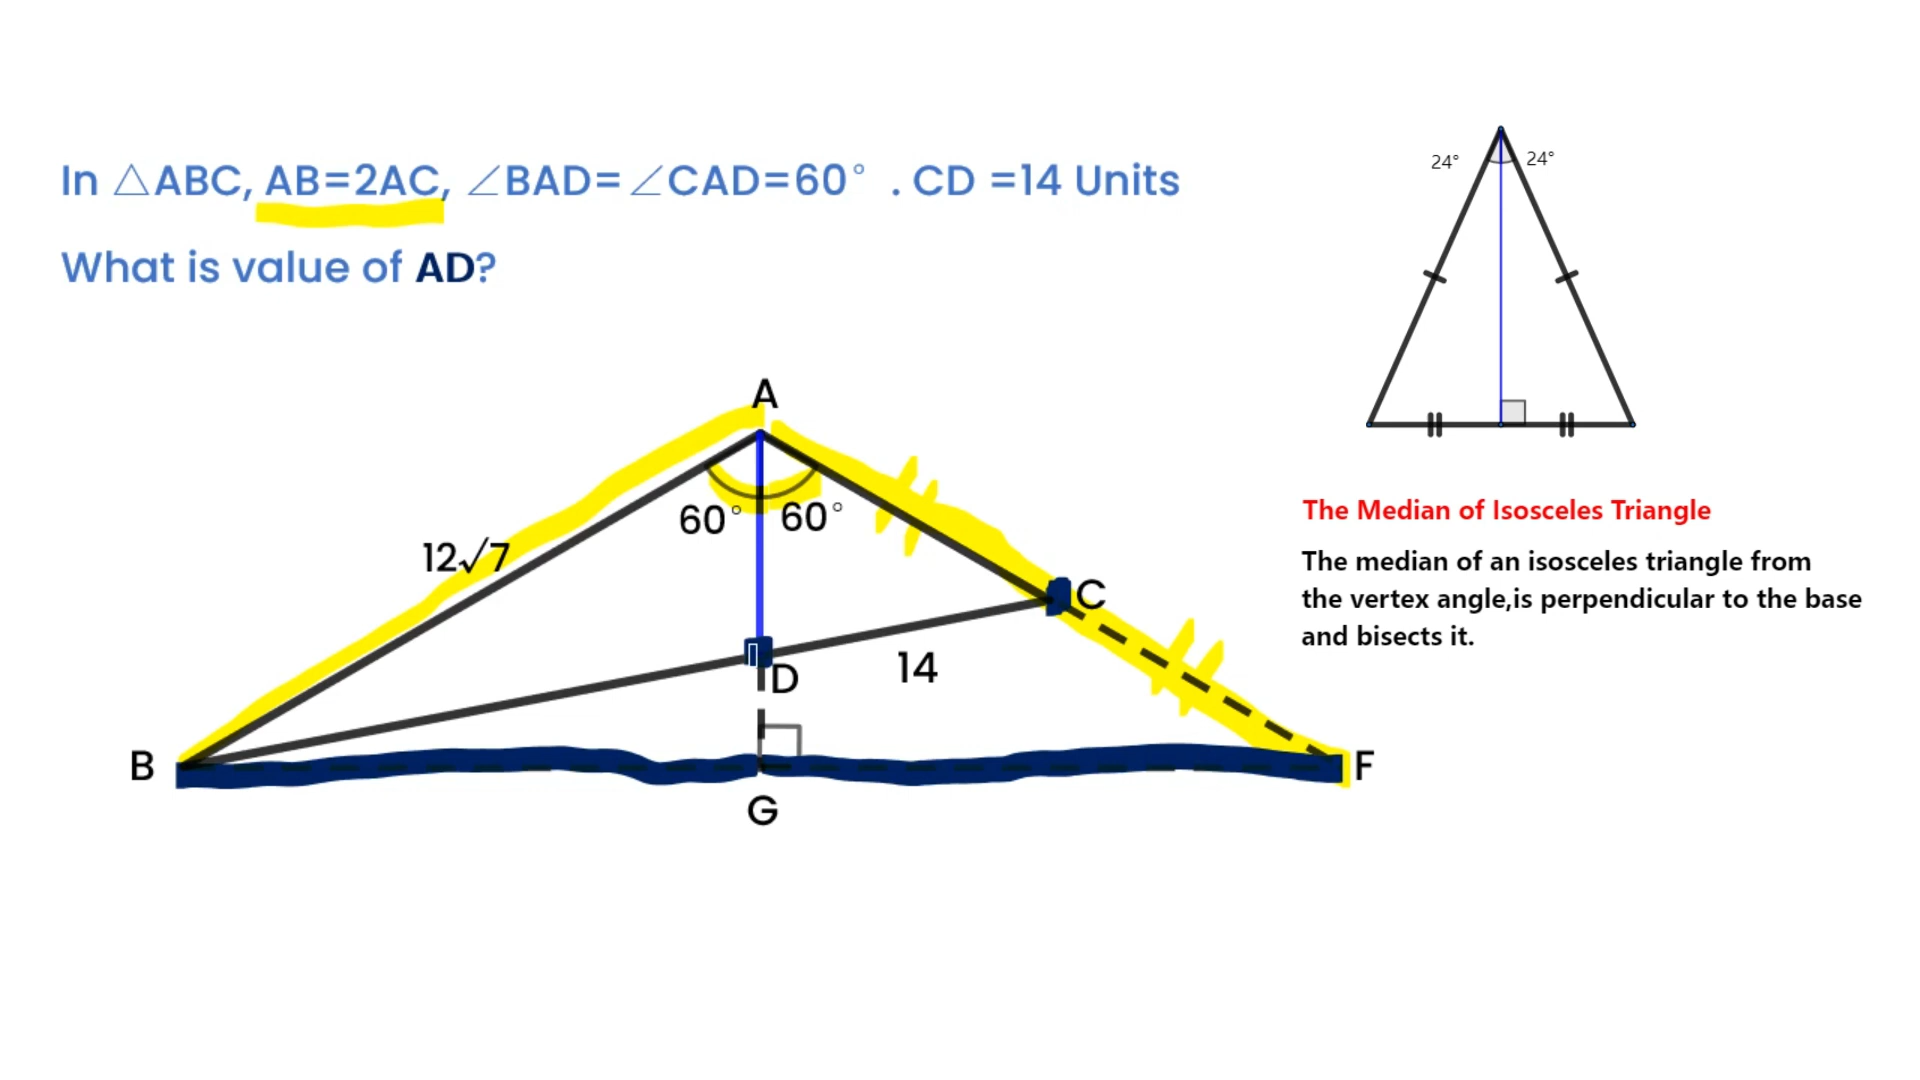 In △ABC, AB=2AC, ∠BAD=∠CAD=60° . CD =14 Units
What is value of AD?
24° 24°
A
60° 60°
12√7
C
14
D
B
F
G
The Median of Isosceles Triangle
The median of an isosceles triangle from
the vertex angle,is perpendicular to the base
and bisects it.